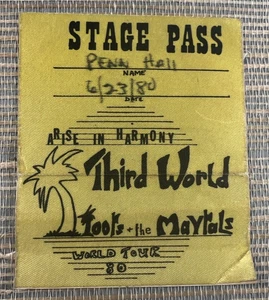 STAGE PASS
Penn Hall
NAME
6/23/80
DATE
ARISE IN HARMONY
Third World
Toots + the Maytals
WORLD TOUR
80